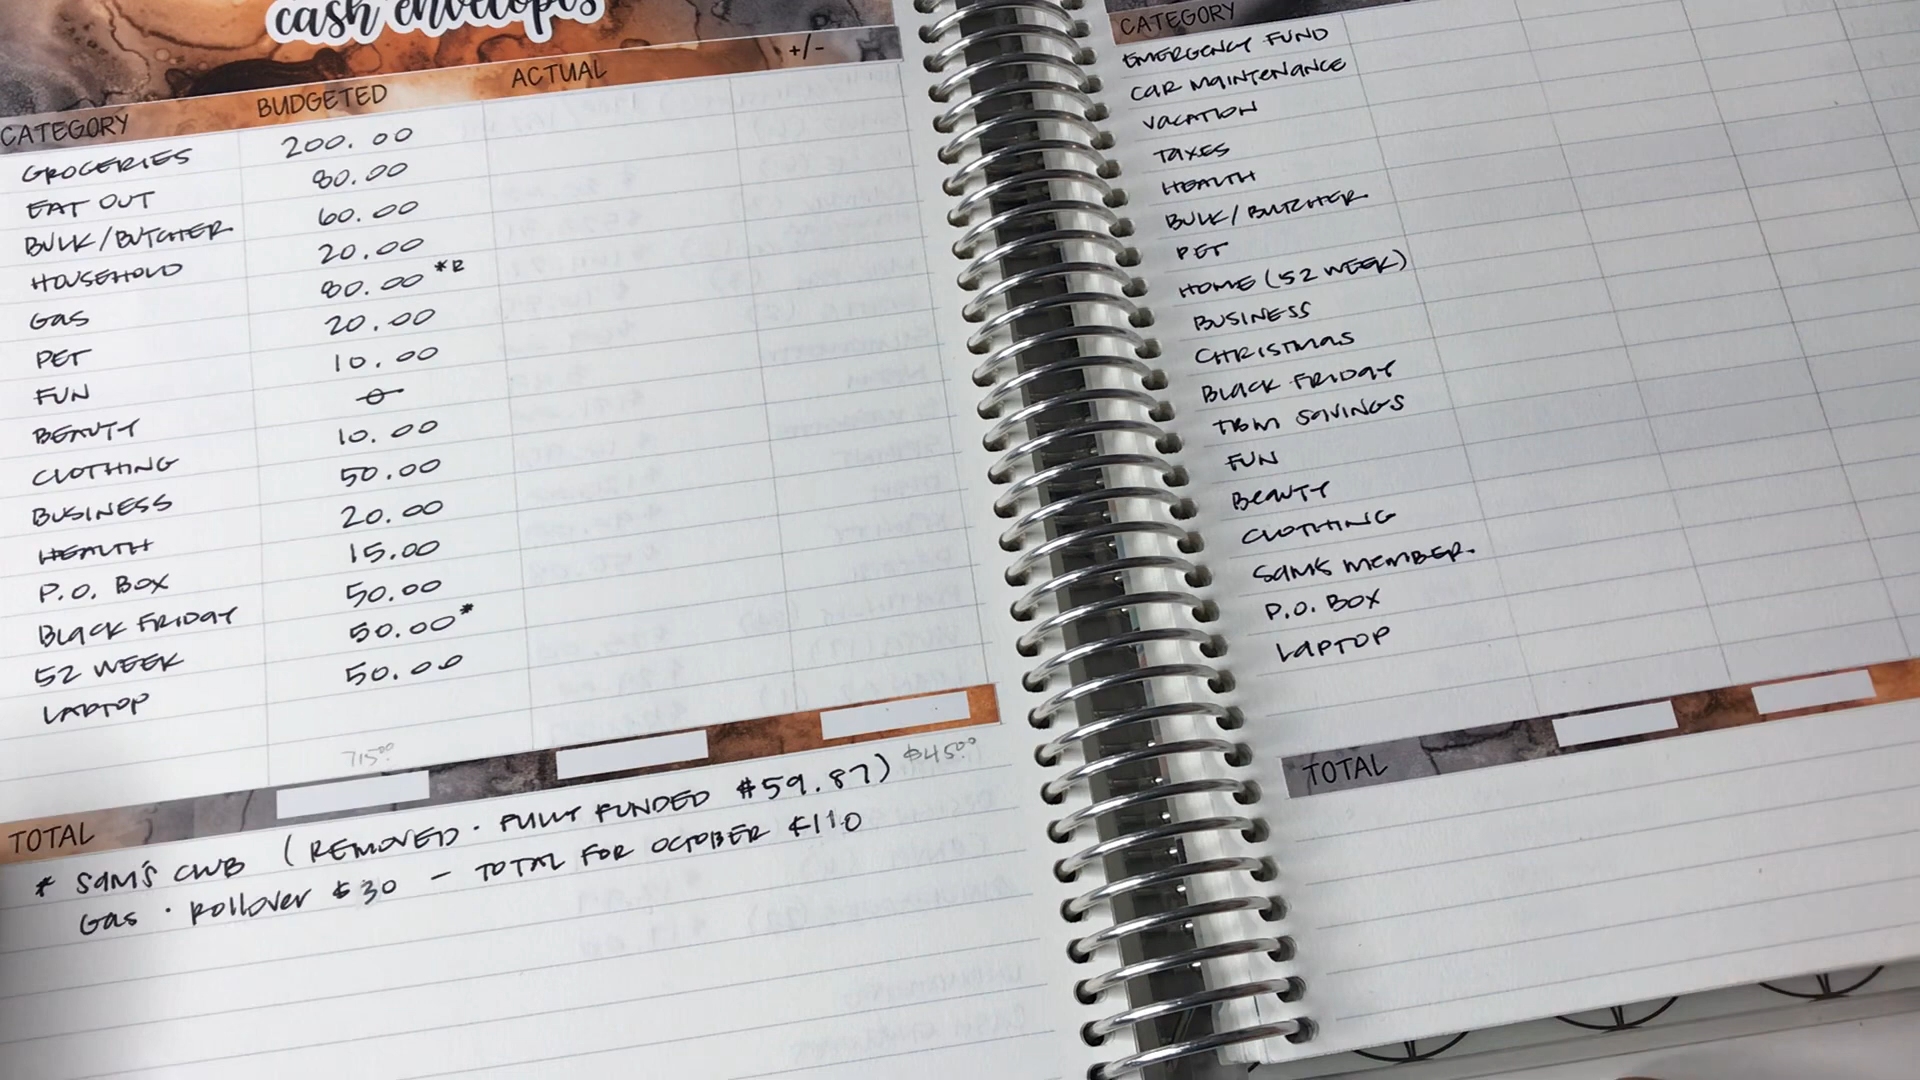 cash envelopes
CATEGORY BUDGETED ACTUAL +/-
GROCERIES 200.00
EAT OUT 80.00
BULK/BUTCHER 60.00
HOUSEHOLD 20.00
GAS 80.00 *R
PET 20.00
FUN 10.00
BEAUTY 0
CLOTHING 10.00
BUSINESS 50.00
HEALTH 20.00
P.O. BOX 15.00
BLACK FRIDAY 50.00
52 WEEK 50.00*
LAPTOP 50.00
715.00
TOTAL
$45.00
* SAM'S CLUB (REMOVED · FULLY FUNDED $59.87)
GAS · ROLLOVER $30 - TOTAL FOR OCTOBER $110
CATEGORY
EMERGENCY FUND
CAR MAINTENANCE
VACATION
TAXES
HEALTH
BULK/BUTCHER
PET
HOME (52 WEEK)
BUSINESS
CHRISTMAS
BLACK FRIDAY
TBM SAVINGS
FUN
BEAUTY
CLOTHING
SAM'S MEMBER.
P.O. BOX
LAPTOP
TOTAL